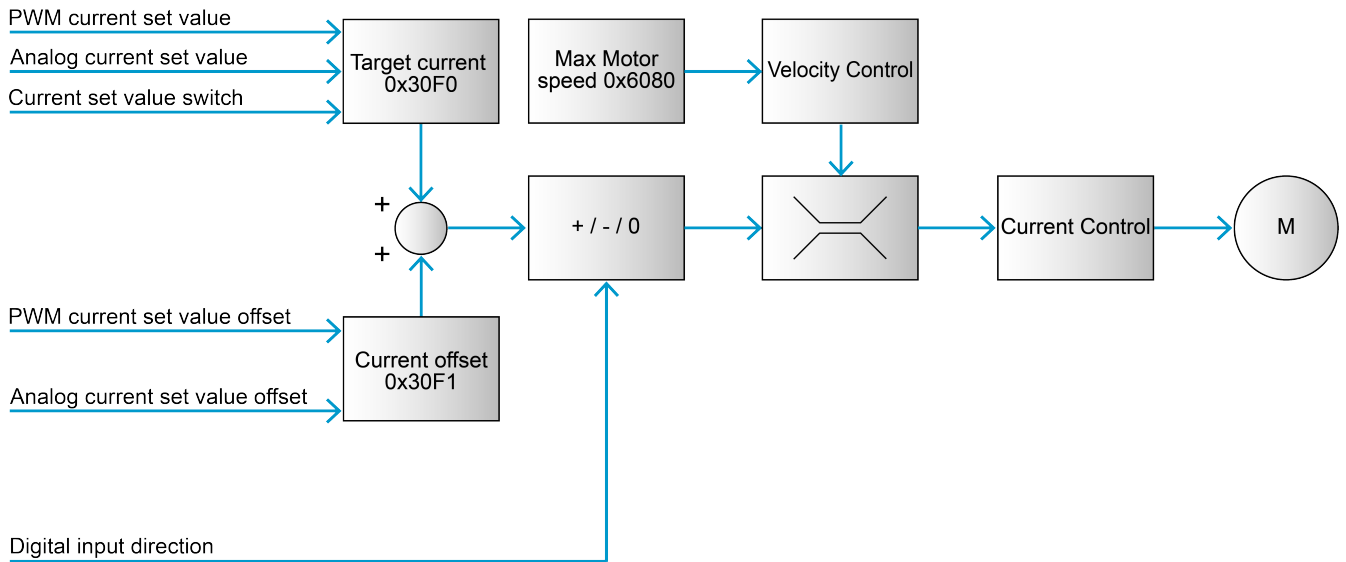 PWM current set value
Analog current set value
Current set value switch
Target current
0x30F0
Max Motor
speed 0x6080
Velocity Control
+
+
+ / - / 0
Current Control
M
PWM current set value offset
Analog current set value offset
Current offset
0x30F1
Digital input direction